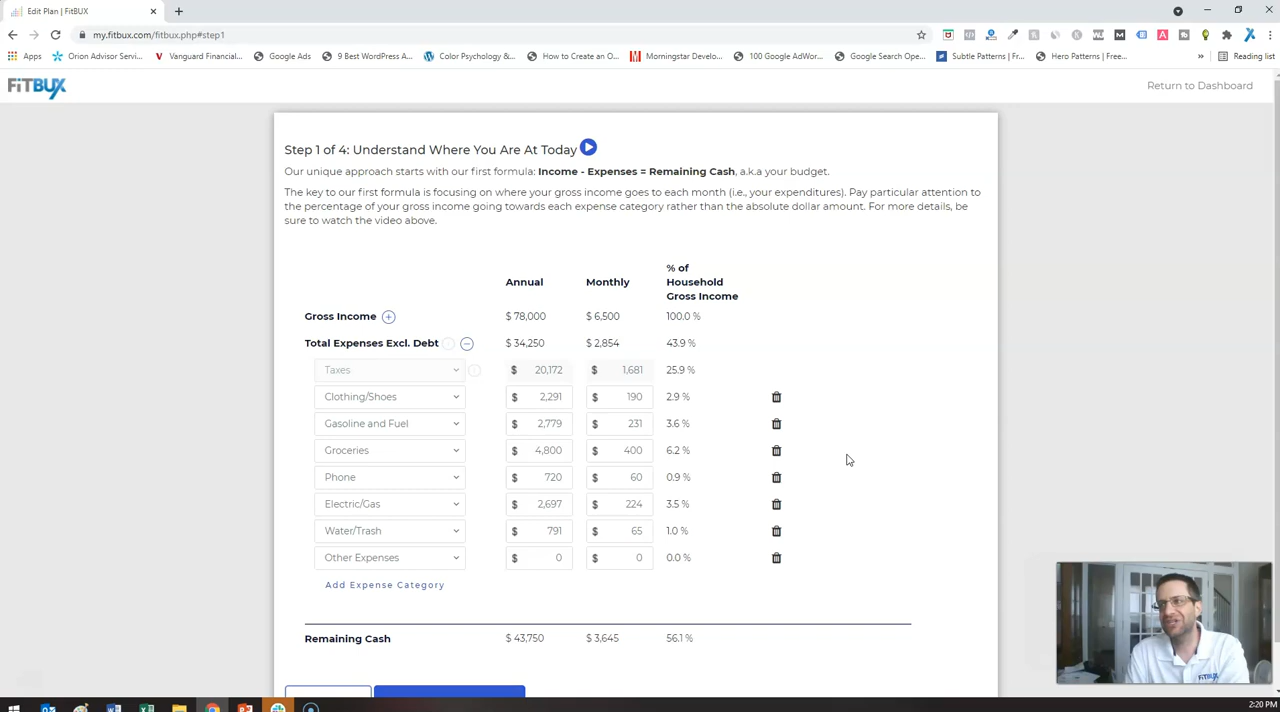 Edit Plan | FitBUX
my.fitbux.com/fitbux.php#step1
Apps Orion Advisor Servi... Vanguard Financial... Google Ads 9 Best WordPress A... Color Psychology &... How to Create an O... Morningstar Develo... 100 Google AdWor... Google Search Ope... Subtle Patterns | Fr... Hero Patterns | Free... » Reading list
FiTBUX
Return to Dashboard
Step 1 of 4: Understand Where You Are At Today
Our unique approach starts with our first formula: Income - Expenses = Remaining Cash, a.k.a your budget.
The key to our first formula is focusing on where your gross income goes to each month (i.e., your expenditures). Pay particular attention to
the percentage of your gross income going towards each expense category rather than the absolute dollar amount. For more details, be
sure to watch the video above.
Annual Monthly % of Household Gross Income
Gross Income $ 78,000 $ 6,500 100.0 %
Total Expenses Excl. Debt $ 34,250 $ 2,854 43.9 %
Taxes $ 20,172 $ 1,681 25.9 %
Clothing/Shoes $ 2,291 $ 190 2.9 %
Gasoline and Fuel $ 2,779 $ 231 3.6 %
Groceries $ 4,800 $ 400 6.2 %
Phone $ 720 $ 60 0.9 %
Electric/Gas $ 2,697 $ 224 3.5 %
Water/Trash $ 791 $ 65 1.0 %
Other Expenses $ 0 $ 0 0.0 %
Add Expense Category
Remaining Cash $ 43,750 $ 3,645 56.1 %
FiTBUX
2:20 PM